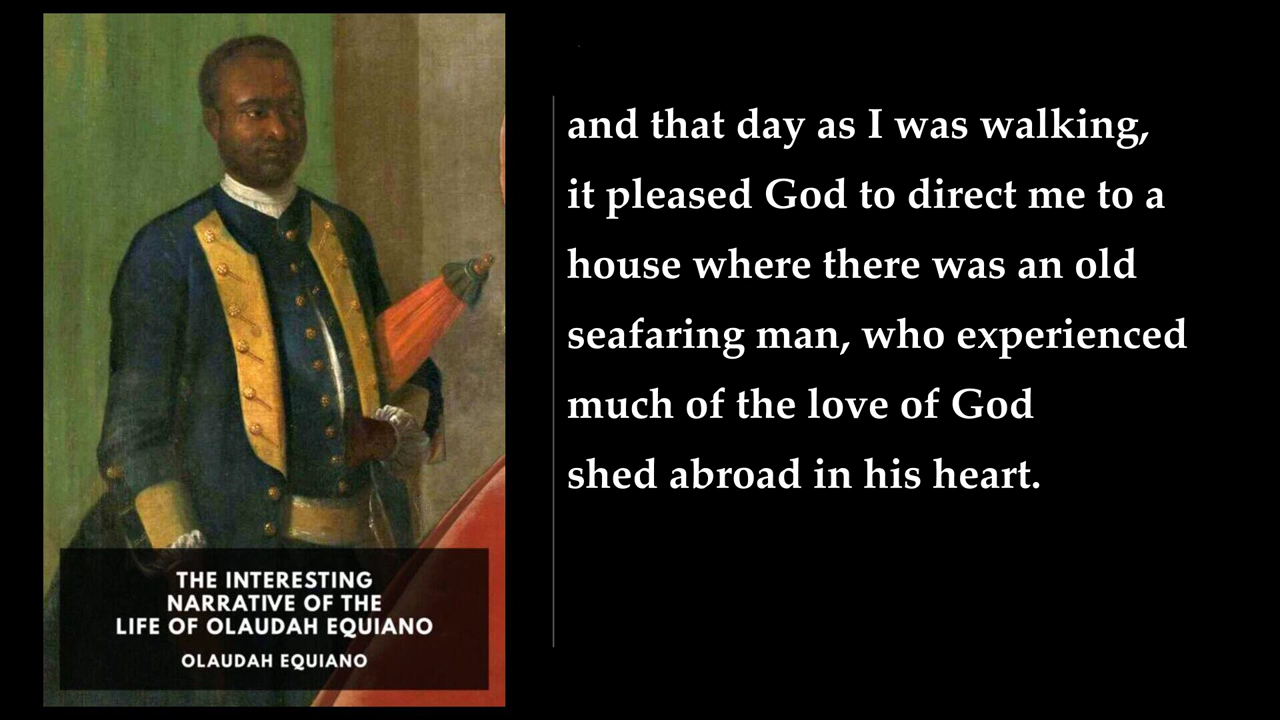 THE INTERESTING
NARRATIVE OF THE
LIFE OF OLAUDAH EQUIANO
OLAUDAH EQUIANO
and that day as I was walking,
it pleased God to direct me to a
house where there was an old
seafaring man, who experienced
much of the love of God
shed abroad in his heart.